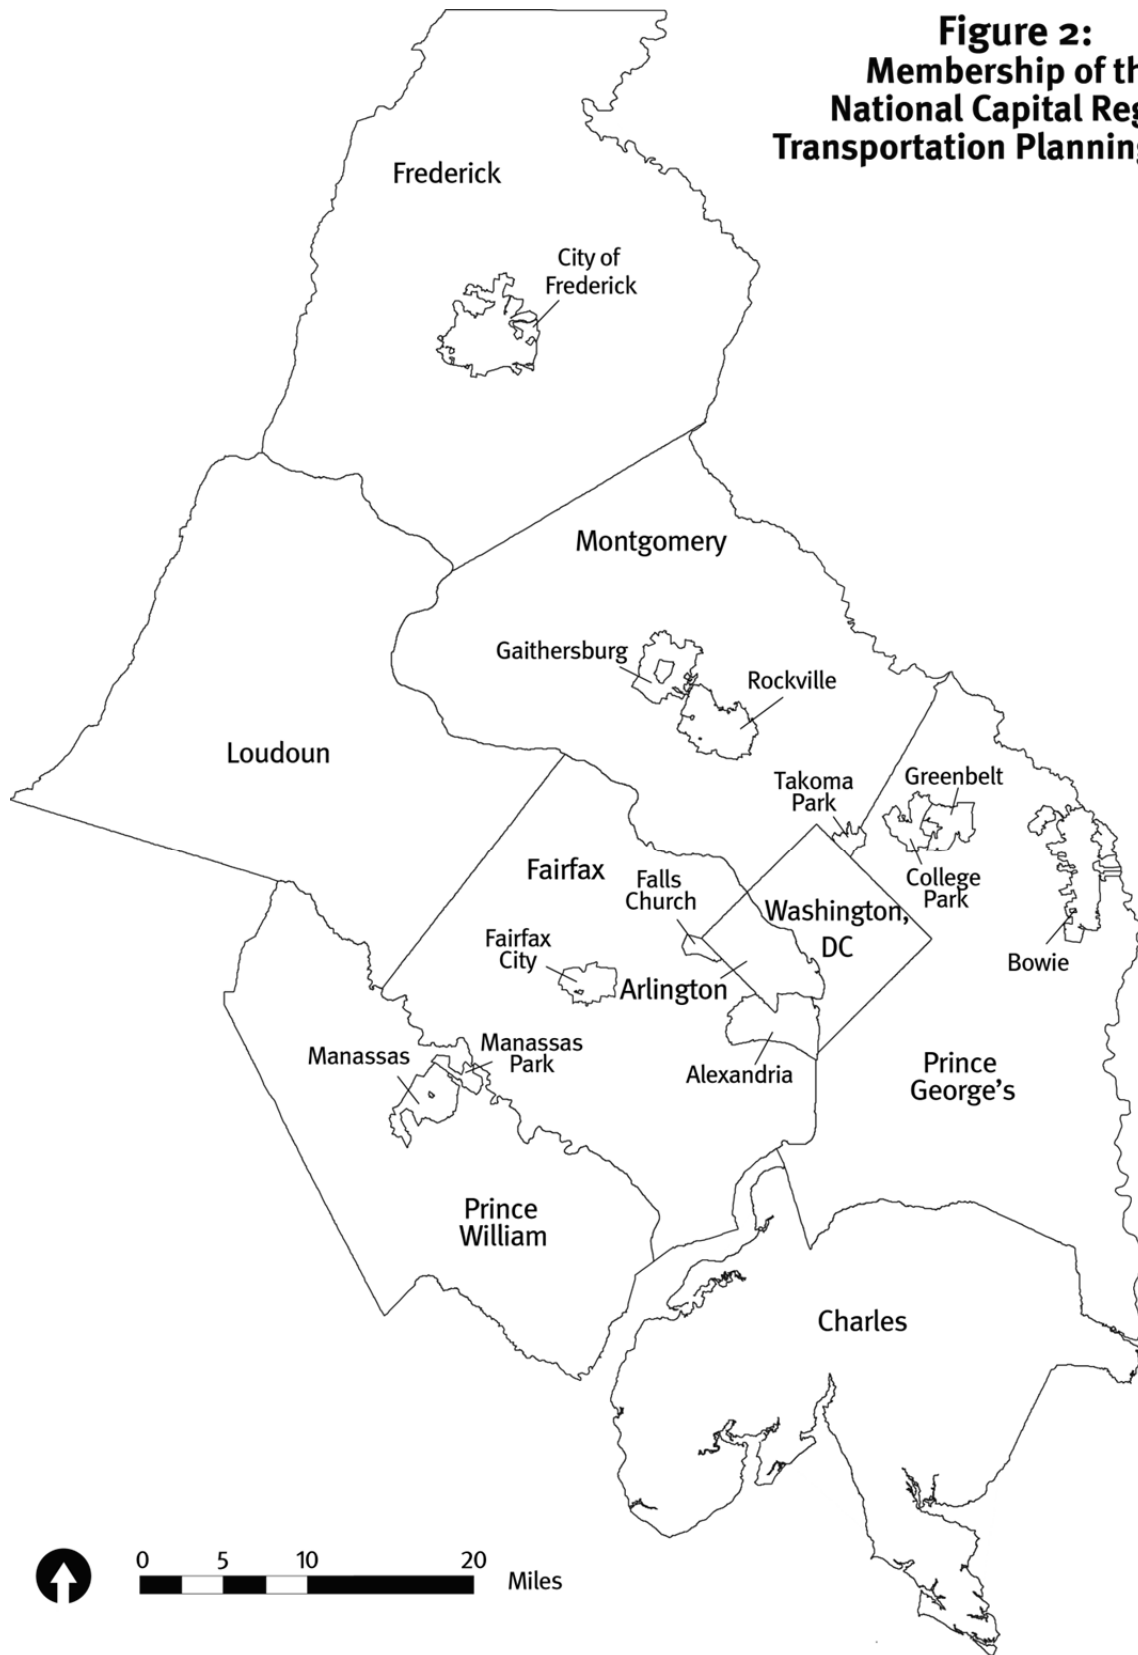 Figure 2:
Membership of th
National Capital Reg
Transportation Planning
Frederick
City of
Frederick
Montgomery
Gaithersburg
Rockville
Loudoun
Takoma
Park
Greenbelt
Fairfax
Falls
Church
College
Park
Washington,
DC
Fairfax
City
Bowie
Arlington
Manassas
Manassas
Park
Alexandria
Prince
George's
Prince
William
Charles
0 5 10 20
Miles